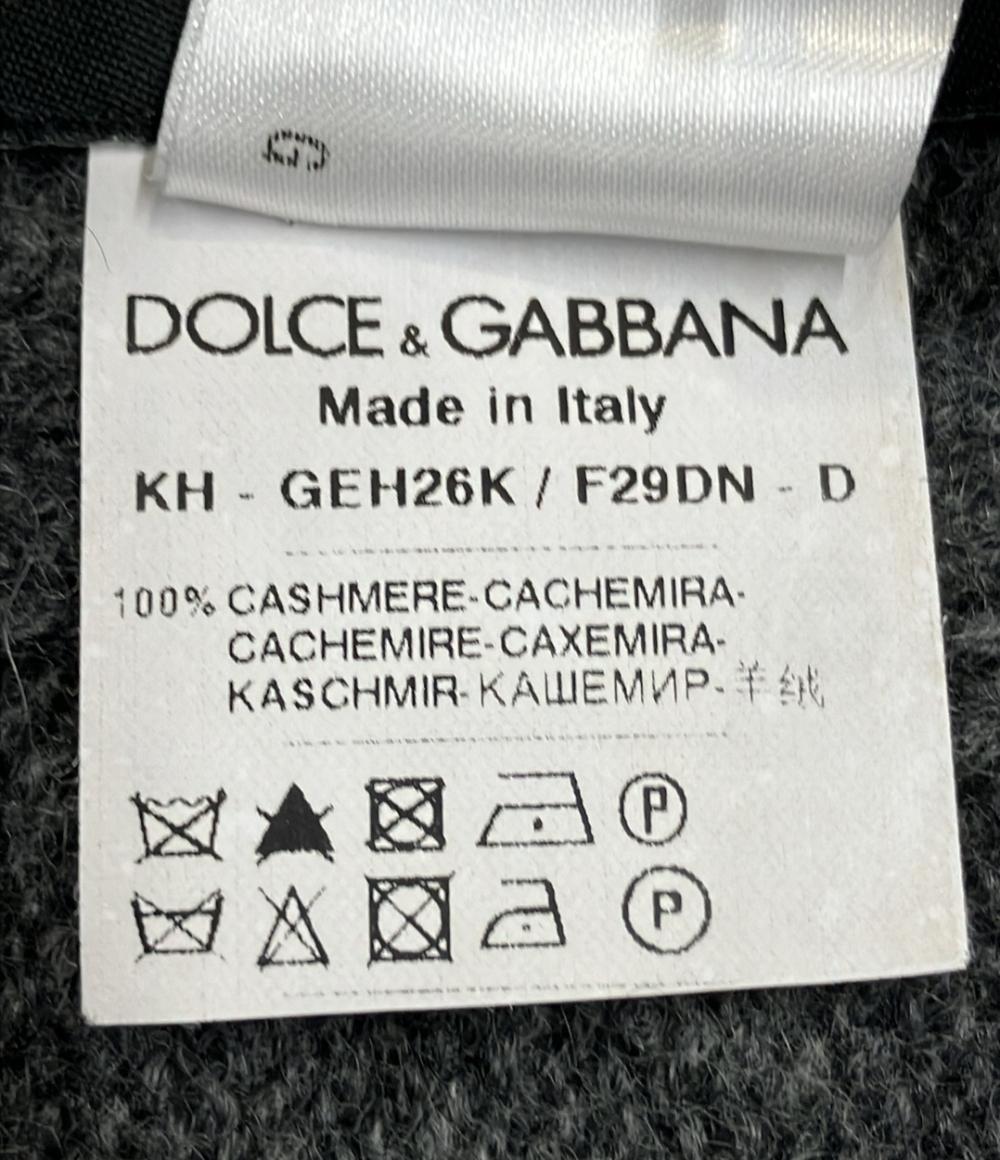 DOLCE & GABBANA
Made in Italy
KH - GEH26K / F29DN - D
100% CASHMERE-CACHEMIRA-
CACHEMIRE-CAXEMIRA-
KASCHMIR-КАШЕМИР-羊绒
P
P